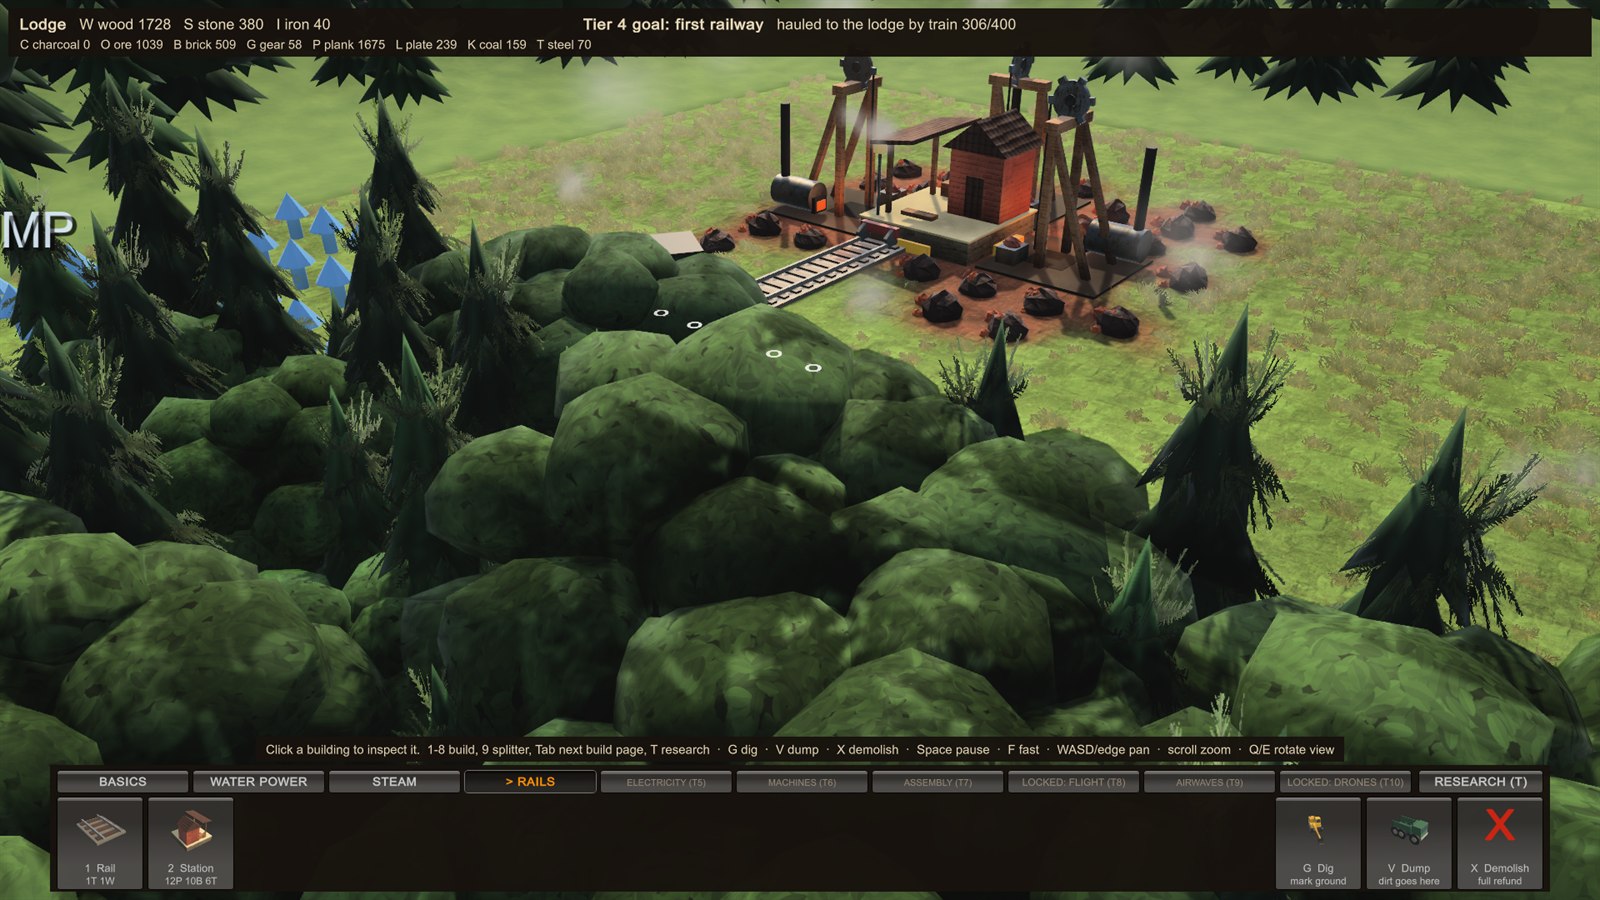 Lodge W wood 1728 S stone 380 I iron 40
Tier 4 goal: first railway hauled to the lodge by train 306/400
C charcoal 0 O ore 1039 B brick 509 G gear 58 P plank 1675 L plate 239 K coal 159 T steel 70
MP
Click a building to inspect it. 1-8 build, 9 splitter, Tab next build page, T research · G dig · V dump · X demolish · Space pause · F fast · WASD/edge pan · scroll zoom · Q/E rotate view
BASICS
WATER POWER
STEAM
> RAILS
ELECTRICITY (T5)
MACHINES (T6)
ASSEMBLY (T7)
LOCKED: FLIGHT (T8)
AIRWAYS (T9)
LOCKED: DRONES (T10)
RESEARCH (T)
1 Rail
1T 1W
2 Station
12P 10B 6T
G Dig
mark ground
V Dump
dirt goes here
X Demolish
full refund